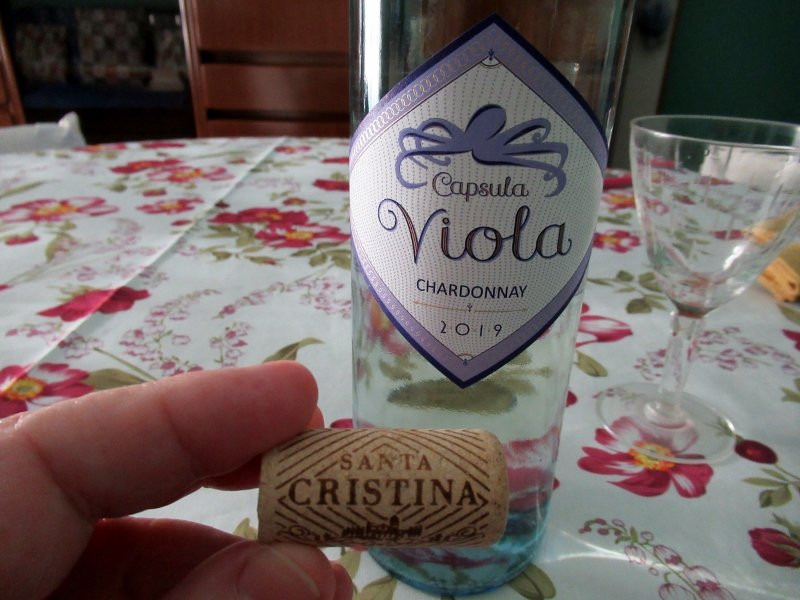 Capsula
Viola
CHARDONNAY
2019
SANTA
CRISTINA